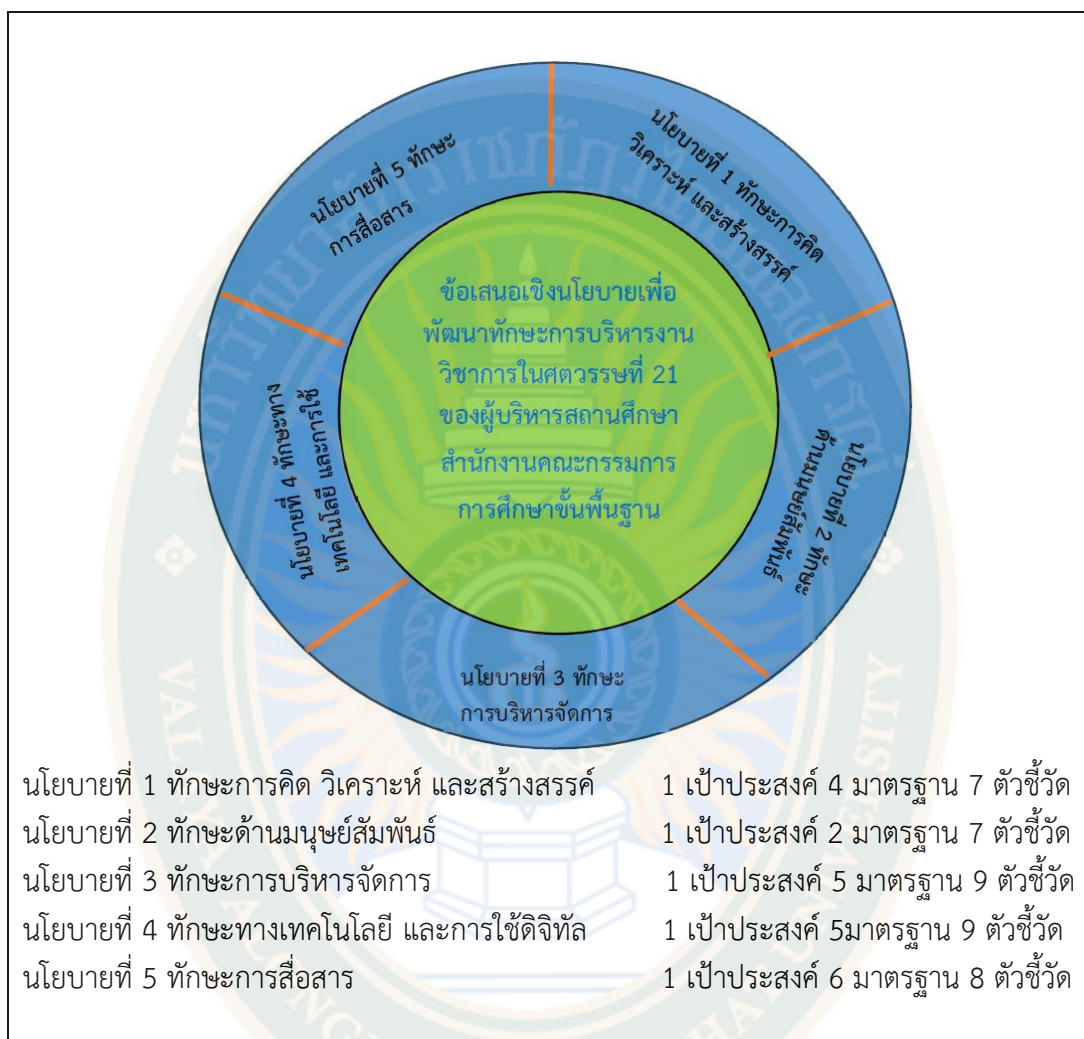 นโยบายที่ 1 ทักษะการคิด
วิเคราะห์ และสร้างสรรค์
นโยบายที่ 2 ทักษะ
ด้านมนุษย์สัมพันธ์
นโยบายที่ 3 ทักษะ
การบริหารจัดการ
นโยบายที่ 4 ทักษะทาง
เทคโนโลยี และการใช้
นโยบายที่ 5 ทักษะ
การสื่อสาร
ข้อเสนอเชิงนโยบายเพื่อ
พัฒนาทักษะการบริหารงาน
วิชาการในศตวรรษที่ 21
ของผู้บริหารสถานศึกษา
สำนักงานคณะกรรมการ
การศึกษาขั้นพื้นฐาน
นโยบายที่ 1 ทักษะการคิด วิเคราะห์ และสร้างสรรค์ 1 เป้าประสงค์ 4 มาตรฐาน 7 ตัวชี้วัด
นโยบายที่ 2 ทักษะด้านมนุษย์สัมพันธ์ 1 เป้าประสงค์ 2 มาตรฐาน 7 ตัวชี้วัด
นโยบายที่ 3 ทักษะการบริหารจัดการ 1 เป้าประสงค์ 5 มาตรฐาน 9 ตัวชี้วัด
นโยบายที่ 4 ทักษะทางเทคโนโลยี และการใช้ดิจิทัล 1 เป้าประสงค์ 5มาตรฐาน 9 ตัวชี้วัด
นโยบายที่ 5 ทักษะการสื่อสาร 1 เป้าประสงค์ 6 มาตรฐาน 8 ตัวชี้วัด